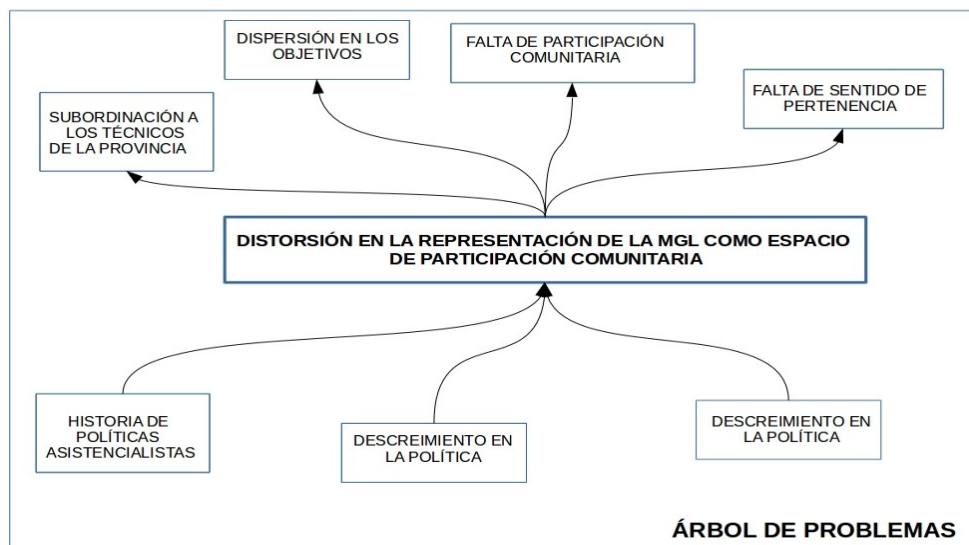 DISPERSIÓN EN LOS
OBJETIVOS
FALTA DE PARTICIPACIÓN
COMUNITARIA
FALTA DE SENTIDO DE
PERTENENCIA
SUBORDINACIÓN A
LOS TÉCNICOS
DE LA PROVINCIA
DISTORSIÓN EN LA REPRESENTACIÓN DE LA MGL COMO ESPACIO
DE PARTICIPACIÓN COMUNITARIA
HISTORIA DE
POLÍTICAS
ASISTENCIALISTAS
DESCREIMIENTO EN
LA POLÍTICA
DESCREIMIENTO EN
LA POLÍTICA
ÁRBOL DE PROBLEMAS